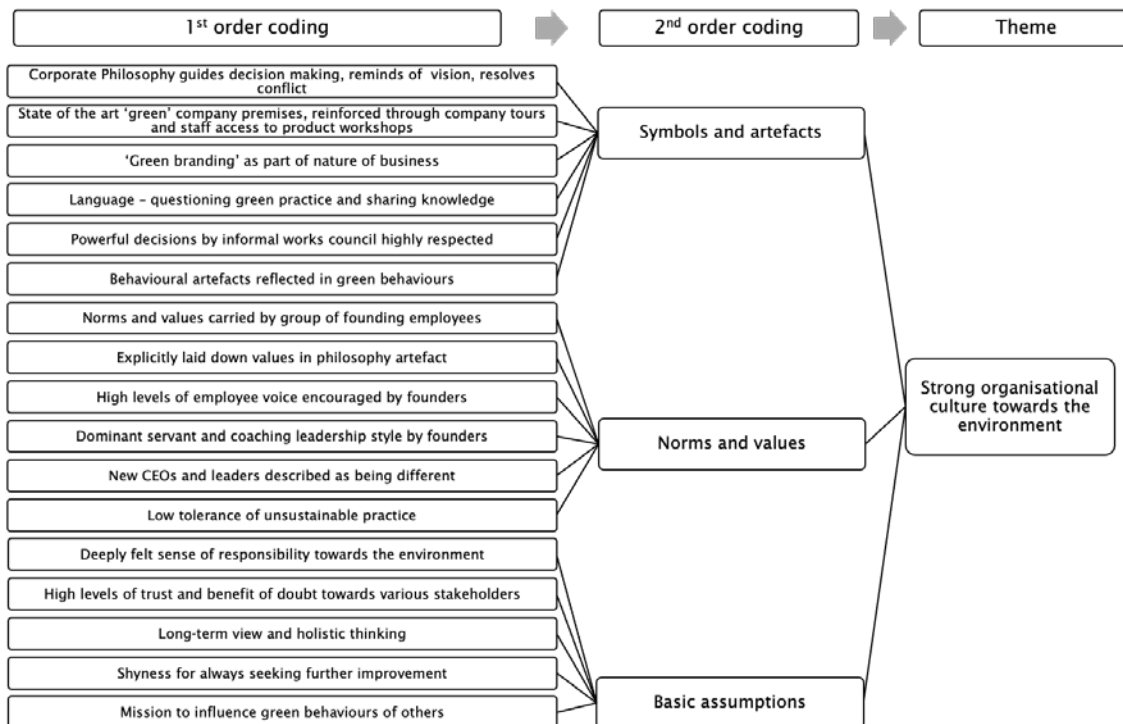 1st order coding
2nd order coding
Theme
Corporate Philosophy guides decision making, reminds of vision, resolves
conflict
State of the art ‘green’ company premises, reinforced through company tours
and staff access to product workshops
‘Green branding’ as part of nature of business
Language – questioning green practice and sharing knowledge
Powerful decisions by informal works council highly respected
Behavioural artefacts reflected in green behaviours
Norms and values carried by group of founding employees
Explicitly laid down values in philosophy artefact
High levels of employee voice encouraged by founders
Dominant servant and coaching leadership style by founders
New CEOs and leaders described as being different
Low tolerance of unsustainable practice
Deeply felt sense of responsibility towards the environment
High levels of trust and benefit of doubt towards various stakeholders
Long-term view and holistic thinking
Shyness for always seeking further improvement
Mission to influence green behaviours of others
Symbols and artefacts
Norms and values
Basic assumptions
Strong organisational
culture towards the
environment